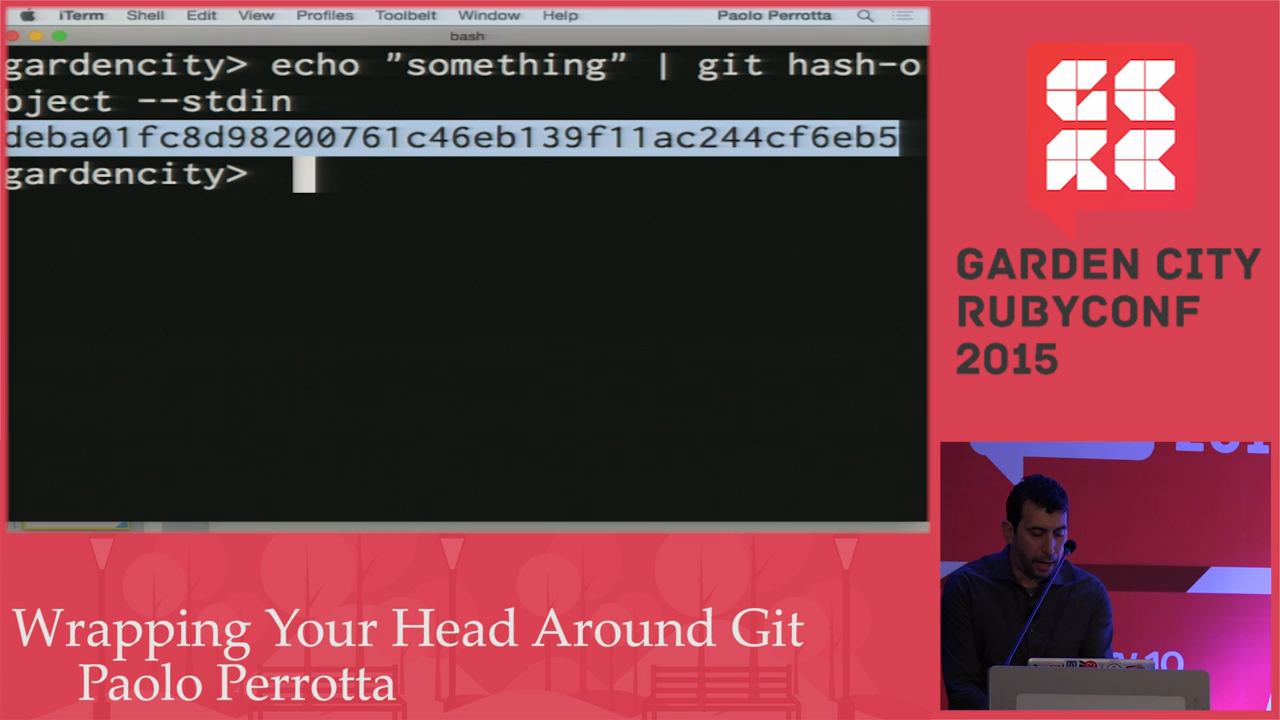 iTerm Shell Edit View Profiles Toolbelt Window Help Paolo Perrotta
bash
gardencity> echo "something" | git hash-o
bject --stdin
deba01fc8d98200761c46eb139f11ac244cf6eb5
gardencity>
GARDEN CITY
RUBYCONF
2015
Wrapping Your Head Around Git
Paolo Perrotta